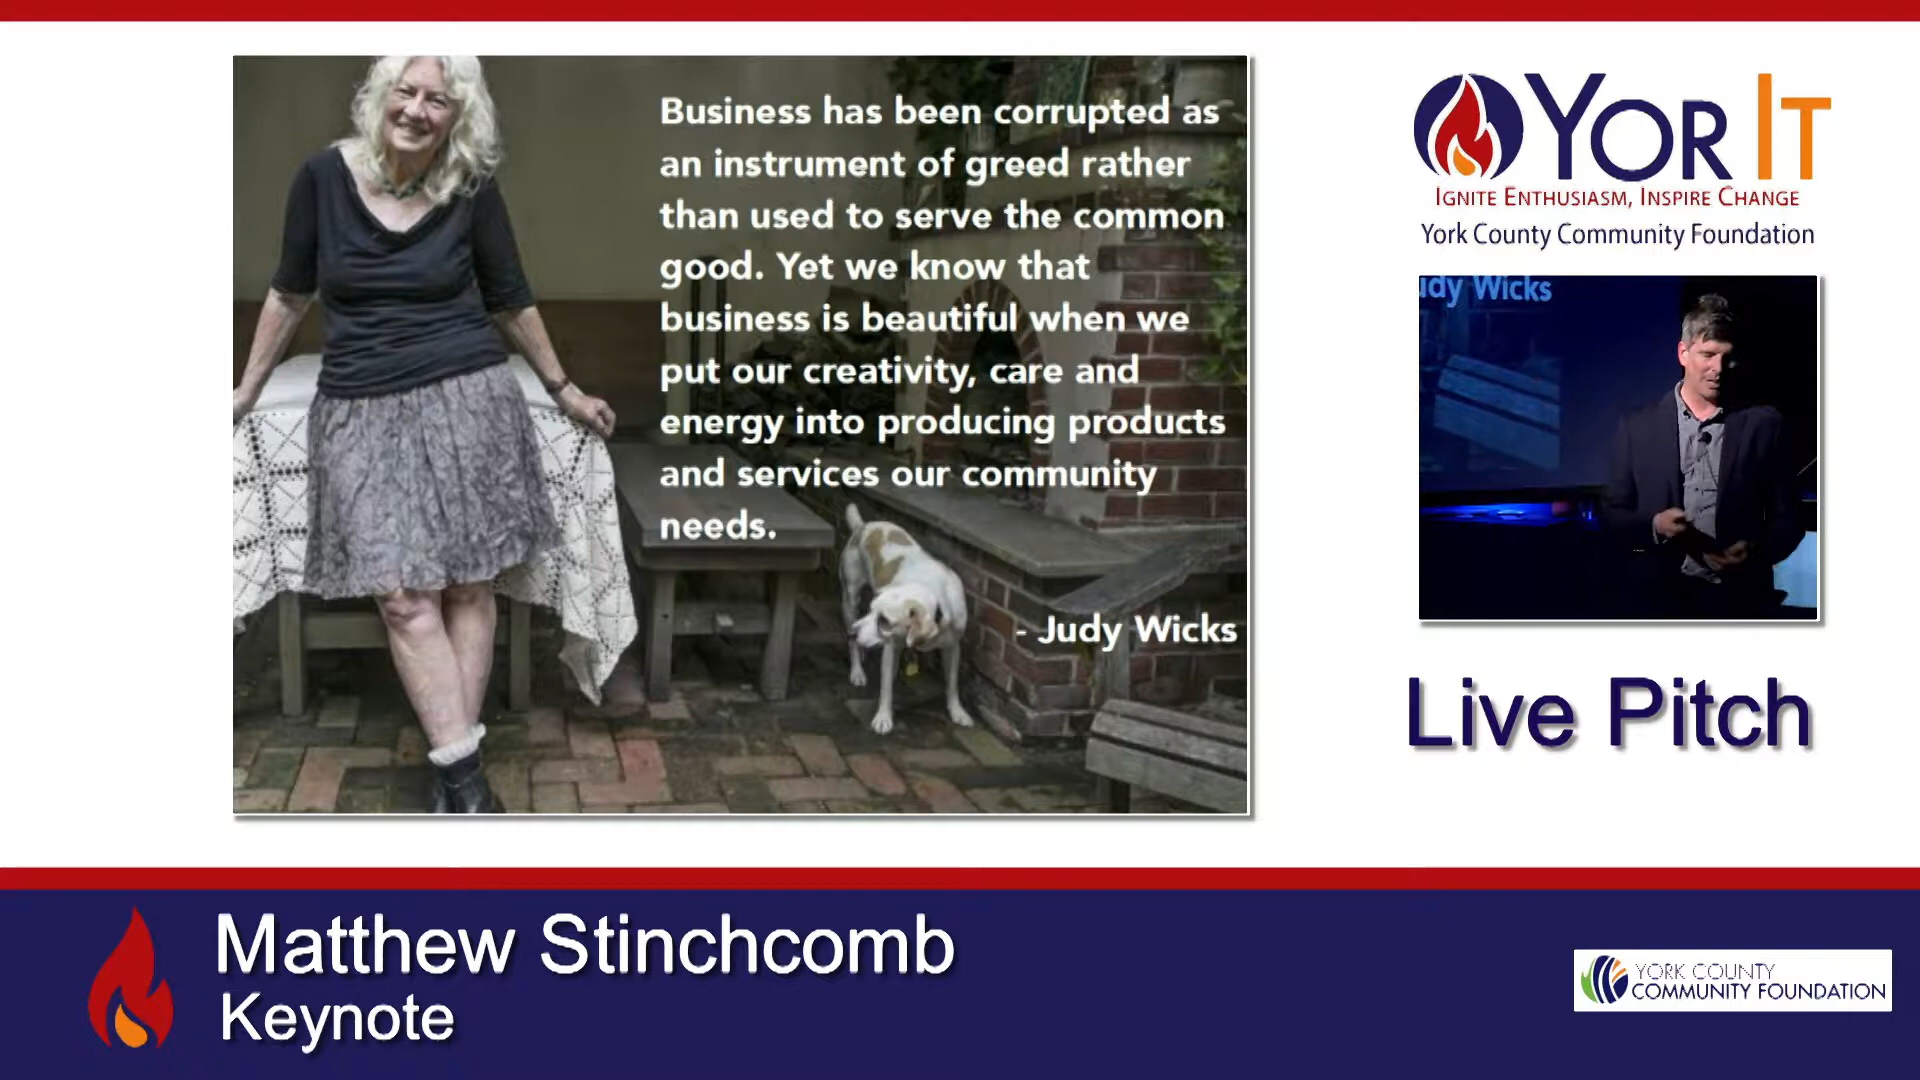 Business has been corrupted as
an instrument of greed rather
than used to serve the common
good. Yet we know that
business is beautiful when we
put our creativity, care and
energy into producing products
and services our community
needs.
- Judy Wicks
YOR IT
IGNITE ENTHUSIASM, INSPIRE CHANGE
York County Community Foundation
udy Wicks
Live Pitch
Matthew Stinchcomb
Keynote
YORK COUNTY
COMMUNITY FOUNDATION